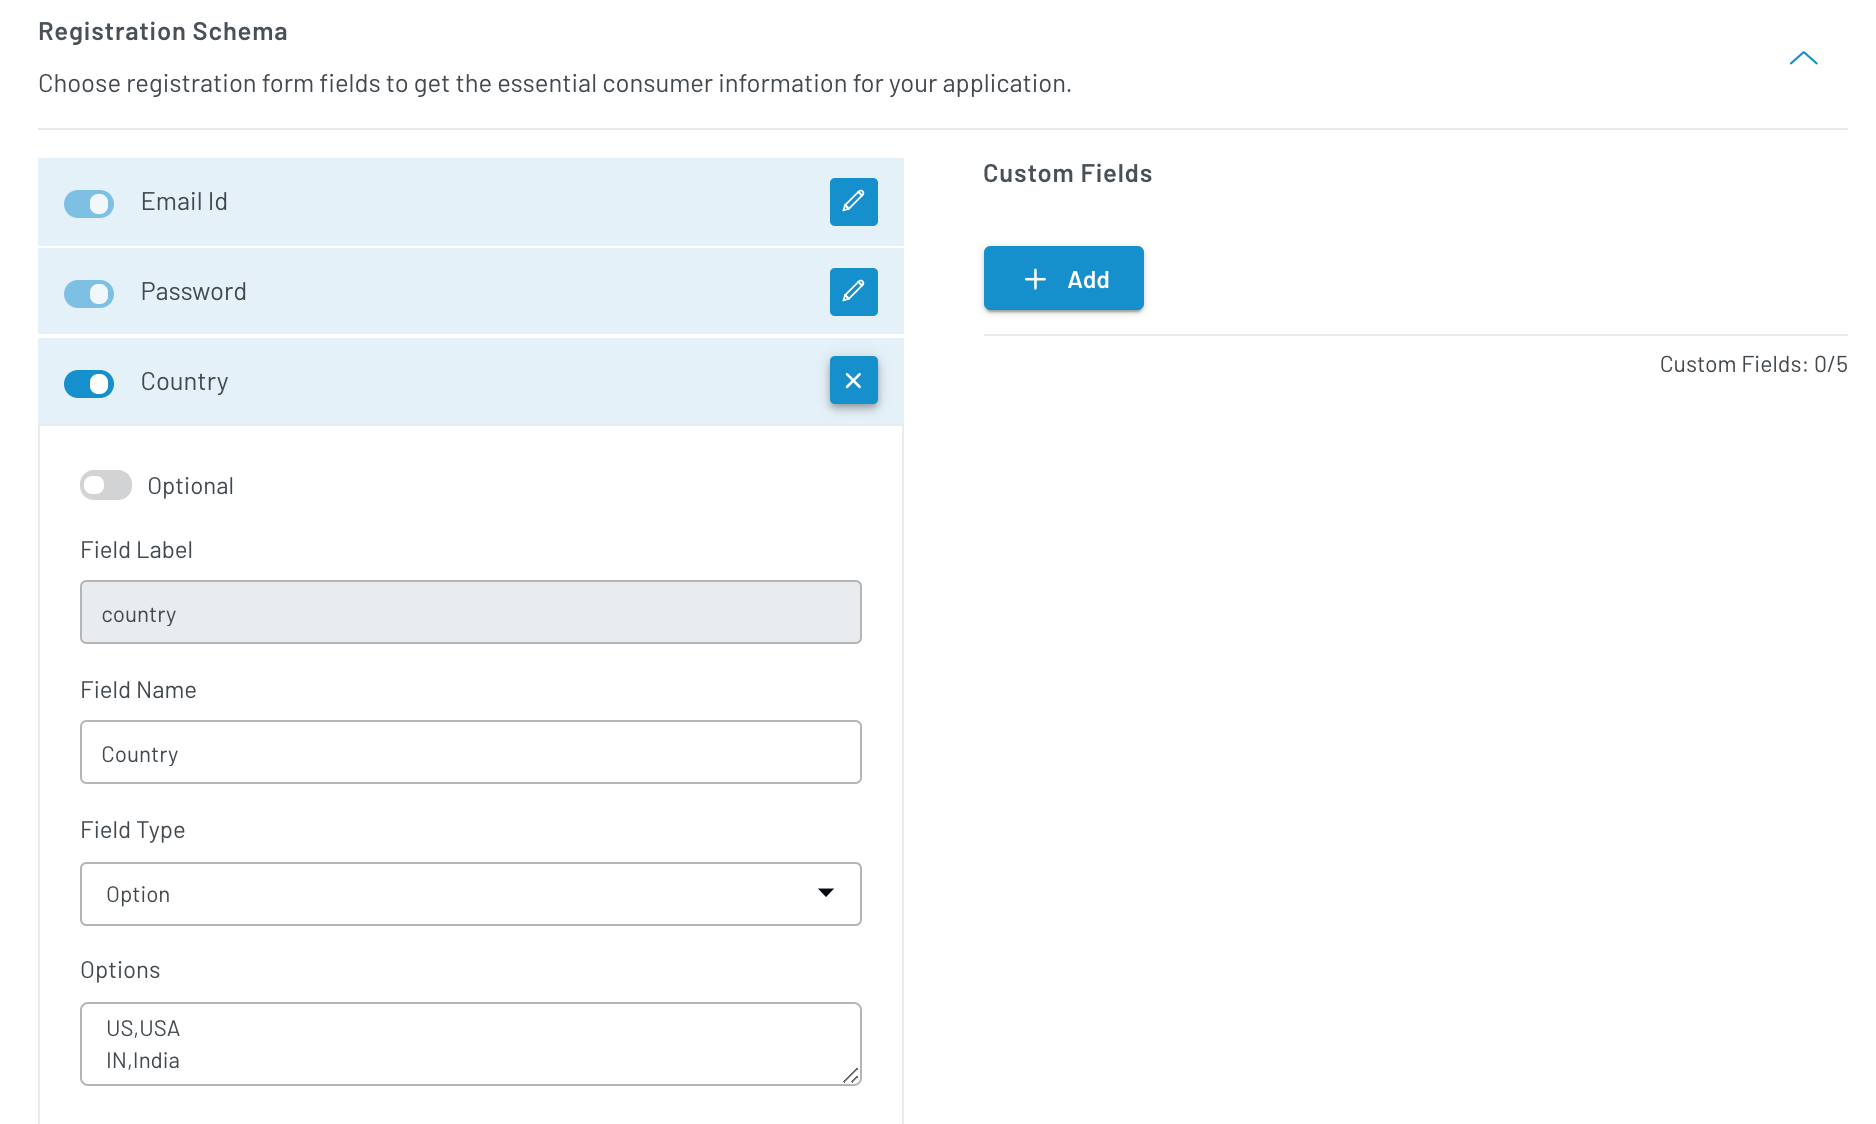 Registration Schema
Choose registration form fields to get the essential consumer information for your application.
Email Id
Password
Country
Optional
Field Label
country
Field Name
Country
Field Type
Option
Options
US,USA
IN,India
Custom Fields
Add
Custom Fields: 0/5